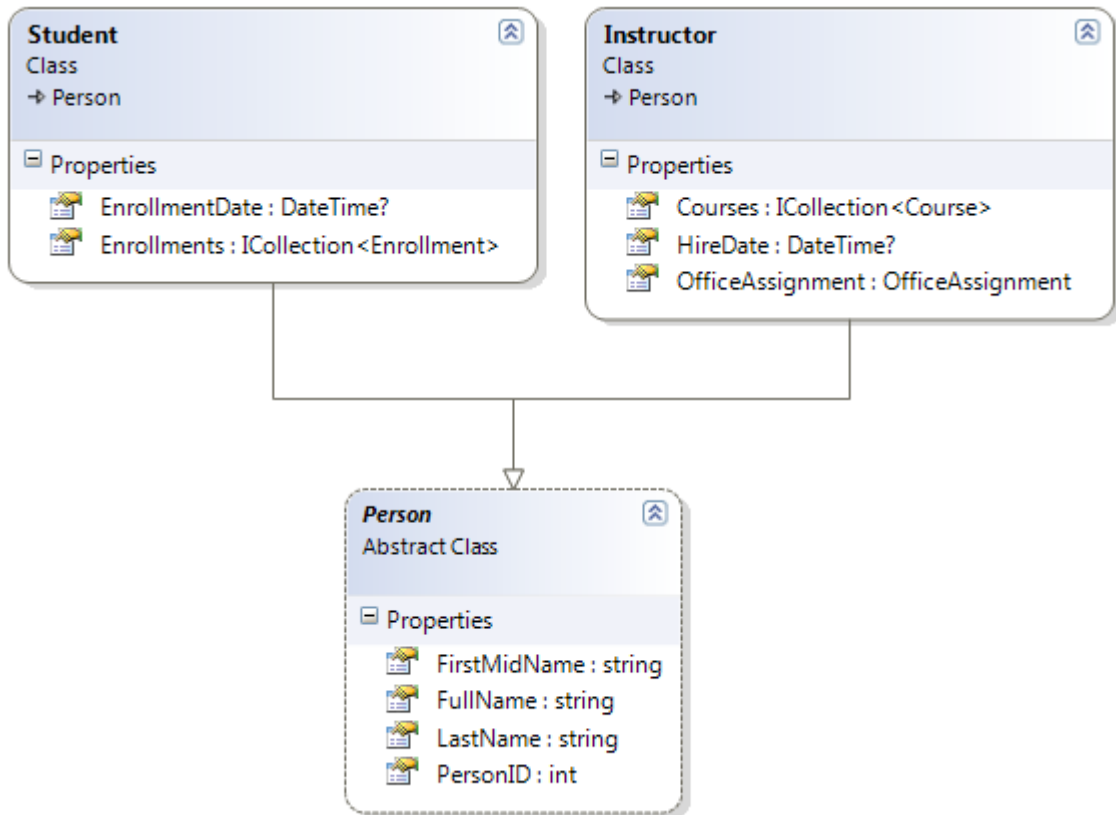 Student
Class
Person
Properties
EnrollmentDate : DateTime?
Enrollments : ICollection<Enrollment>
Instructor
Class
Person
Properties
Courses : ICollection<Course>
HireDate : DateTime?
OfficeAssignment : OfficeAssignment
Person
Abstract Class
Properties
FirstMidName : string
FullName : string
LastName : string
PersonID : int